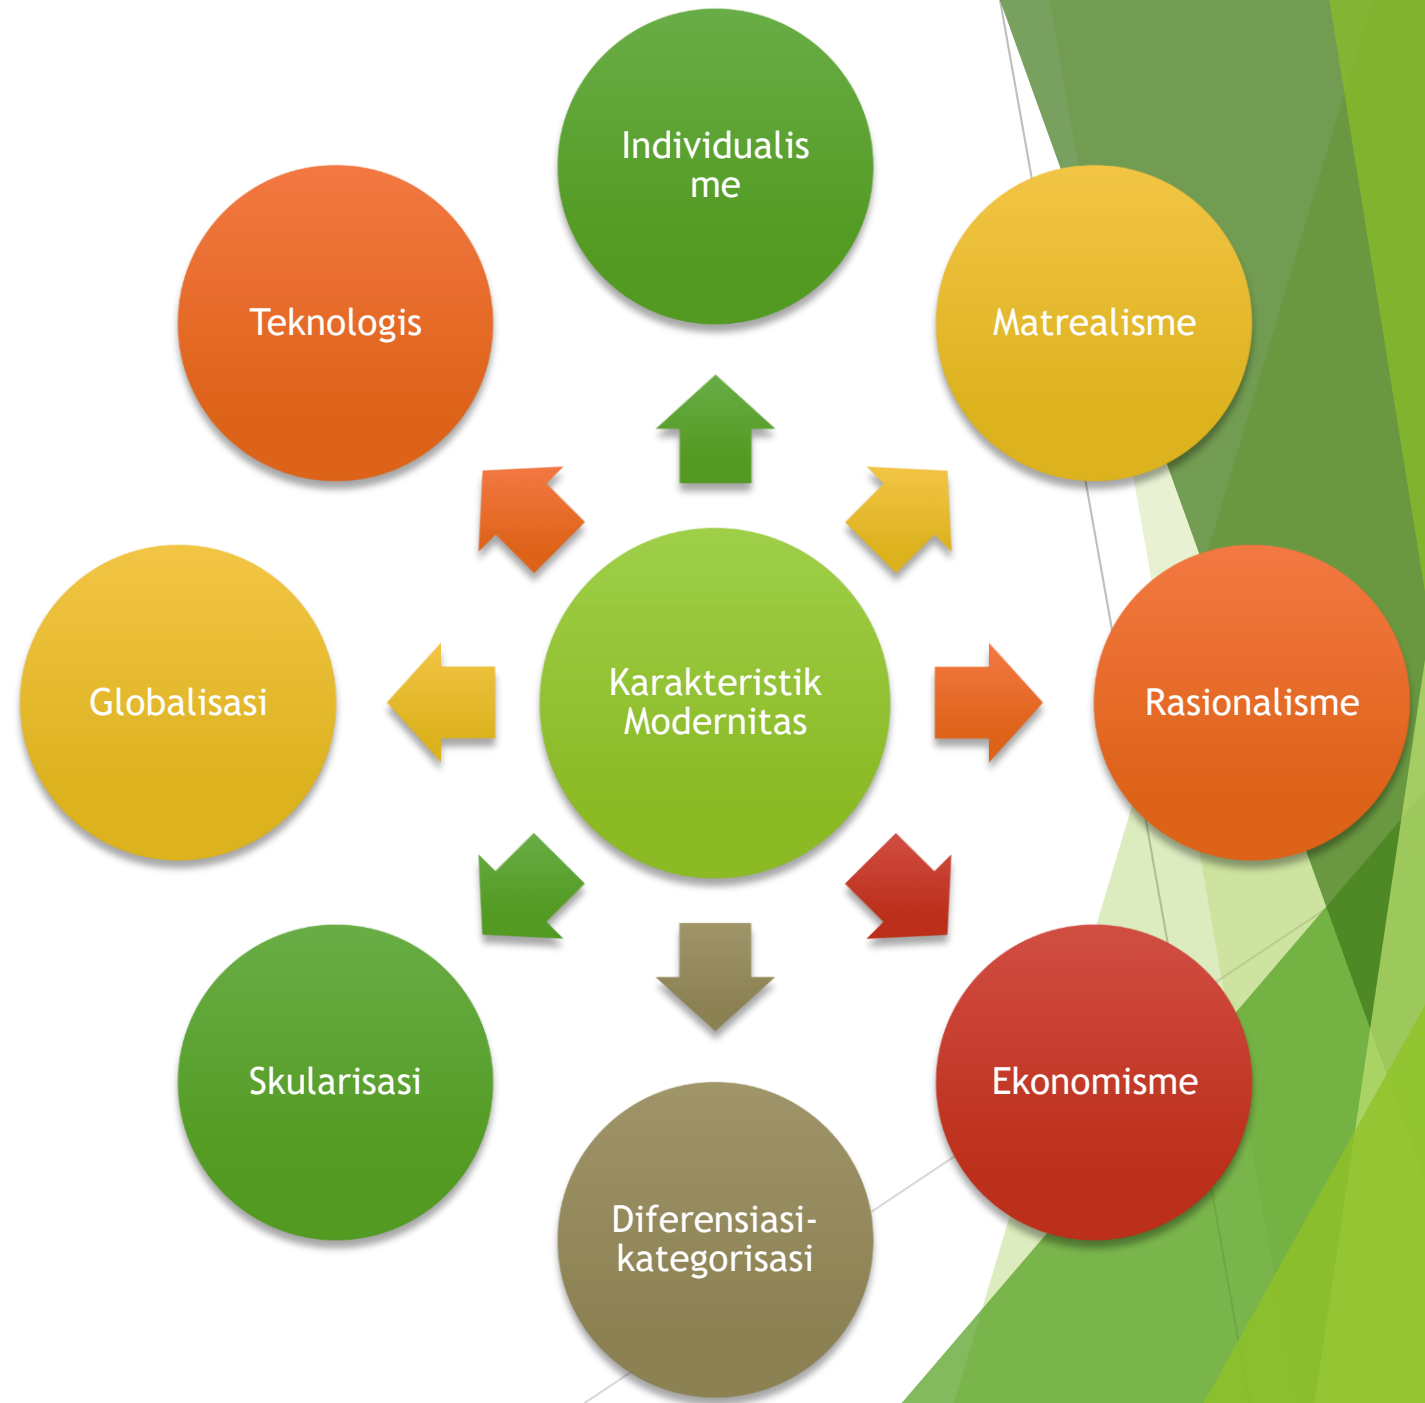 Individualis
me
Teknologis
Matrealisme
Globalisasi
Karakteristik
Modernitas
Rasionalisme
Skularisasi
Ekonomisme
Diferensiasi-
kategorisasi